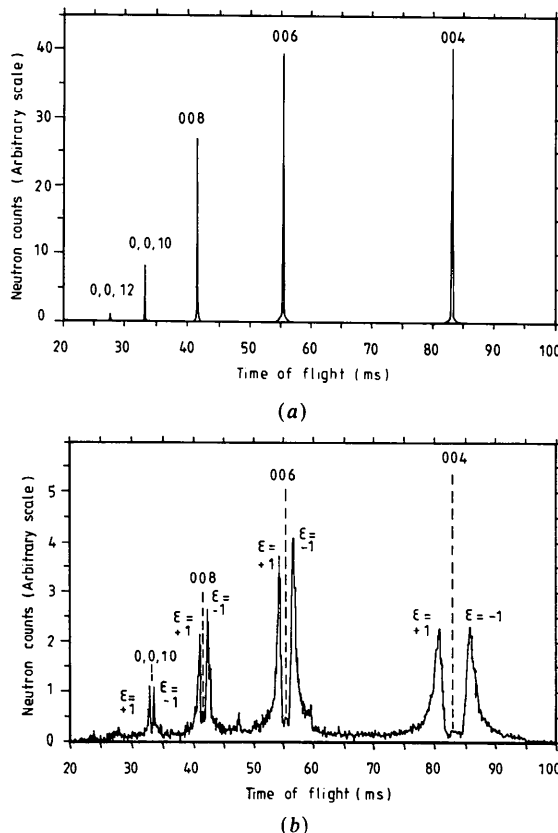 Neutron counts (Arbitrary scale)
40
30
20
10
0
004
006
008
0,0,10
0,0,12
20 30 40 50 60 70 80 90 100
Time of flight (ms)
(a)
Neutron counts (Arbitrary scale)
5
4
3
2
1
0
004
006
008
0,0,10
ε= +1
ε= -1
ε= +1
ε= -1
ε= +1
ε= -1
ε= +1
ε= -1
20 30 40 50 60 70 80 90 100
Time of flight (ms)
(b)